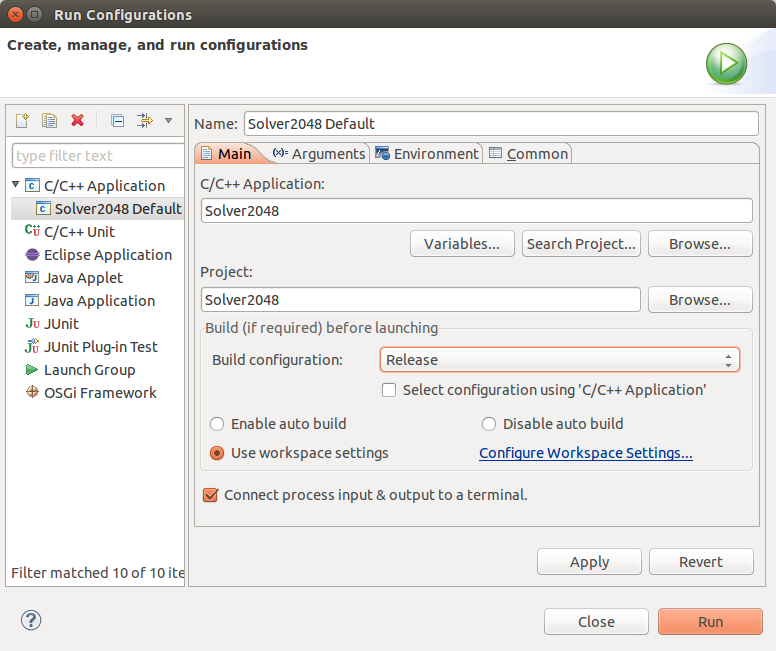 Run Configurations
Create, manage, and run configurations
type filter text
C/C++ Application
Solver2048 Default
C/C++ Unit
Eclipse Application
Java Applet
Java Application
JUnit
JUnit Plug-in Test
Launch Group
OSGi Framework
Filter matched 10 of 10 ite
Name: Solver2048 Default
Main Arguments Environment Common
C/C++ Application:
Solver2048
Variables... Search Project... Browse...
Project:
Solver2048 Browse...
Build (if required) before launching
Build configuration: Release
Select configuration using 'C/C++ Application'
Enable auto build Disable auto build
Use workspace settings Configure Workspace Settings...
Connect process input & output to a terminal.
Apply Revert
Close Run